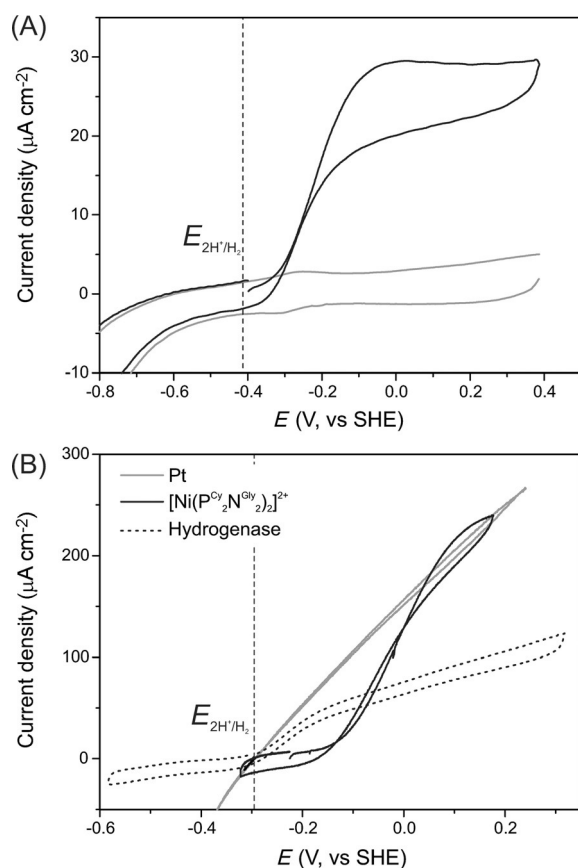 (A)
30
20
10
0
-10
Current density (μA cm-2)
E2H+/H2
-0.8 -0.6 -0.4 -0.2 0.0 0.2 0.4
E (V, vs SHE)
(B)
300
200
100
0
Current density (μA cm-2)
Pt
[Ni(PCy2NGly2)2]2+
Hydrogenase
E2H+/H2
-0.6 -0.4 -0.2 0.0 0.2
E (V, vs SHE)